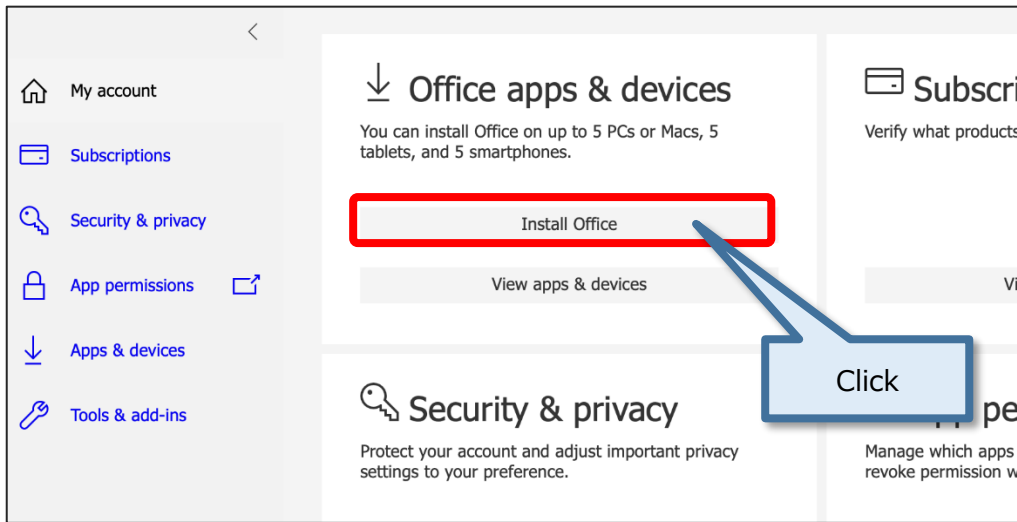 My account
Subscriptions
Security & privacy
App permissions
Apps & devices
Tools & add-ins
Office apps & devices
You can install Office on up to 5 PCs or Macs, 5
tablets, and 5 smartphones.
Install Office
View apps & devices
Verify what products
Click
Security & privacy
Protect your account and adjust important privacy
settings to your preference.
Manage which apps
revoke permission